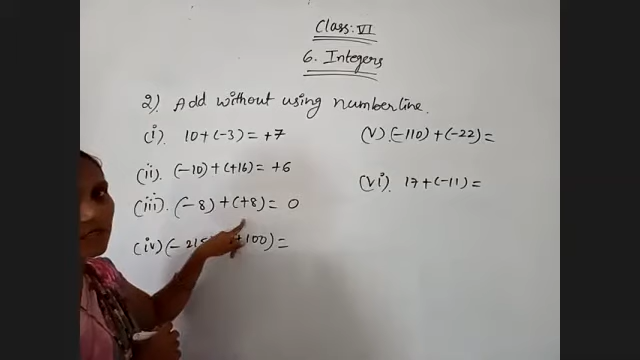 Class: VI
6. Integers
2). Add without using numberline.
(i). 10+(-3) = +7
(ii). (-10)+(+16) = +6
(iii). (-8)+(+8) = 0
(iv) (-21 +100) =
(v). (-110)+(-22) =
(vi). 17+(-11) =